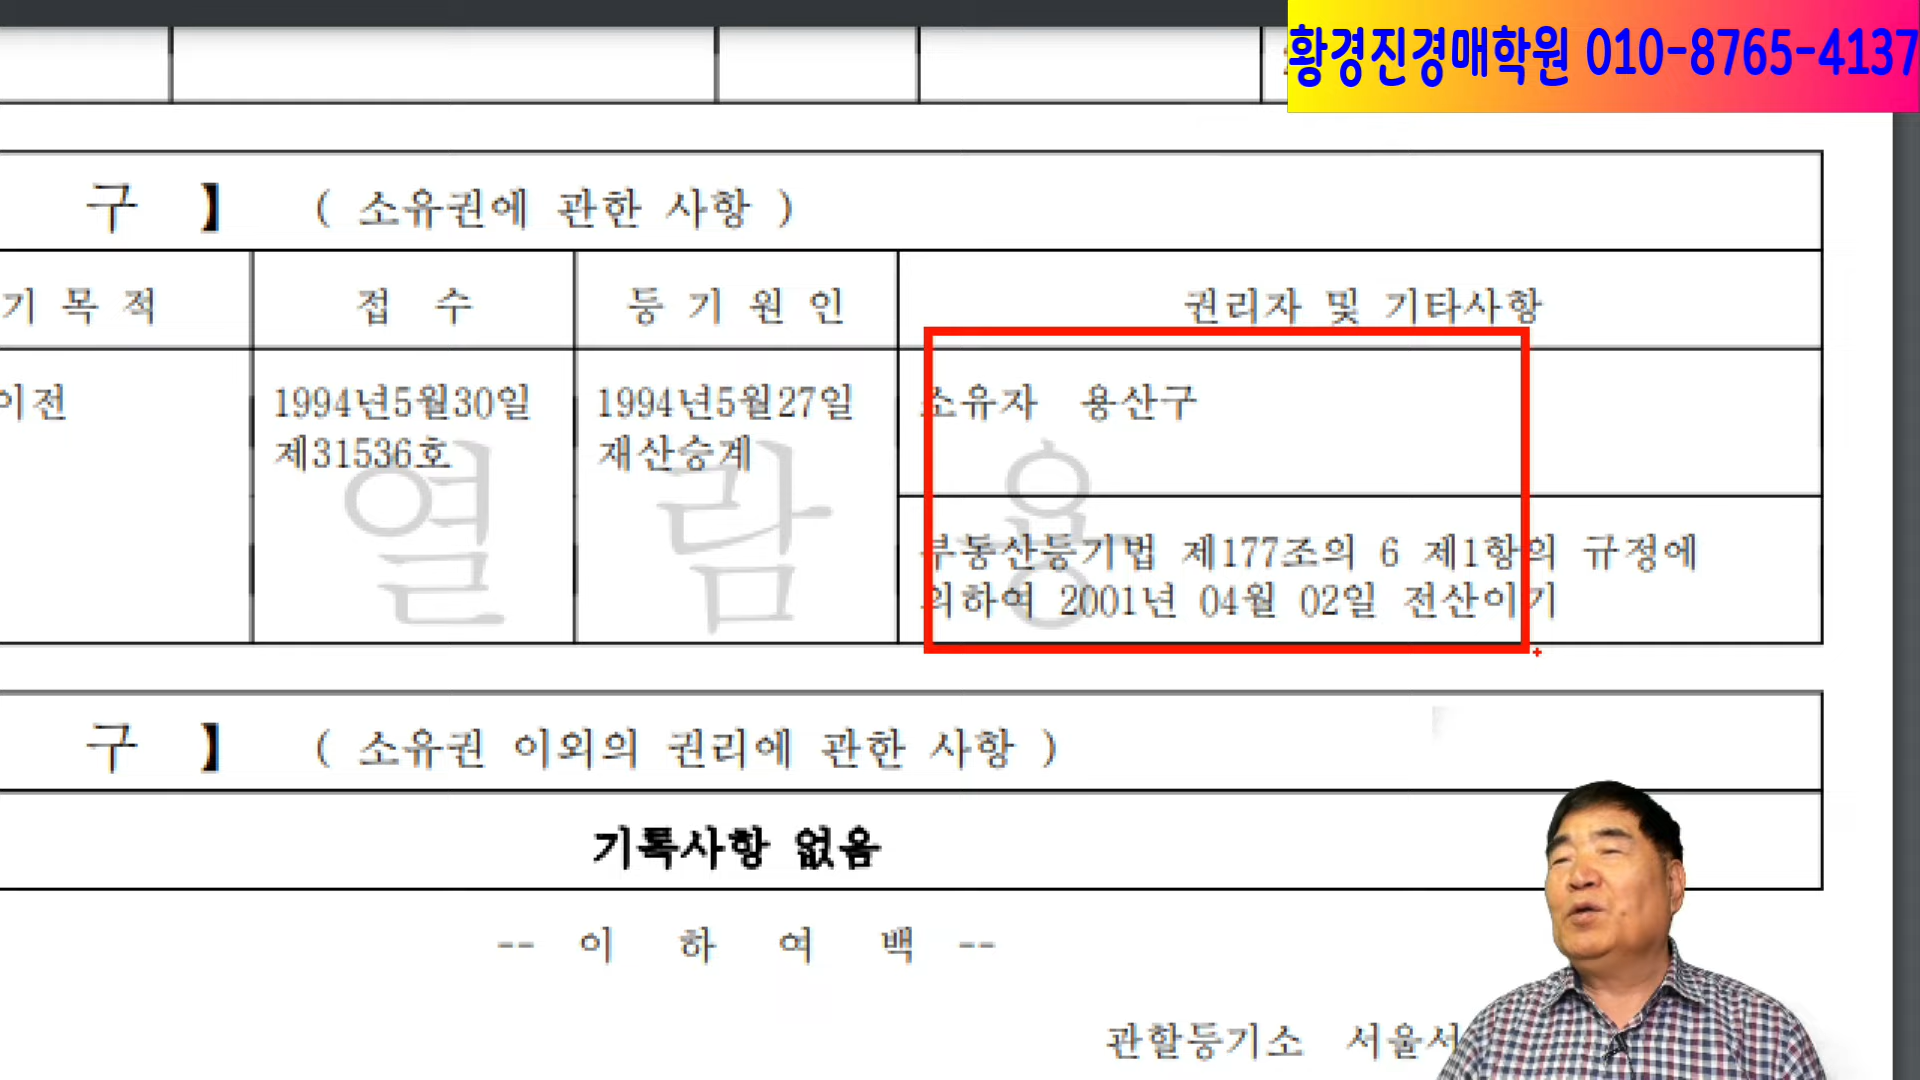 황경진경매학원 010-8765-4137
구 】 ( 소유권에 관한 사항 )
기 목 적 접 수 등 기 원 인 권리자 및 기타사항
이전 1994년5월30일 1994년5월27일 소유자 용산구
제31536호 재산승계
열 람 용
부동산등기법 제177조의 6 제1항의 규정에
의하여 2001년 04월 02일 전산이기
구 】 ( 소유권 이외의 권리에 관한 사항 )
기록사항 없음
-- 이 하 여 백 --
관할등기소 서울서